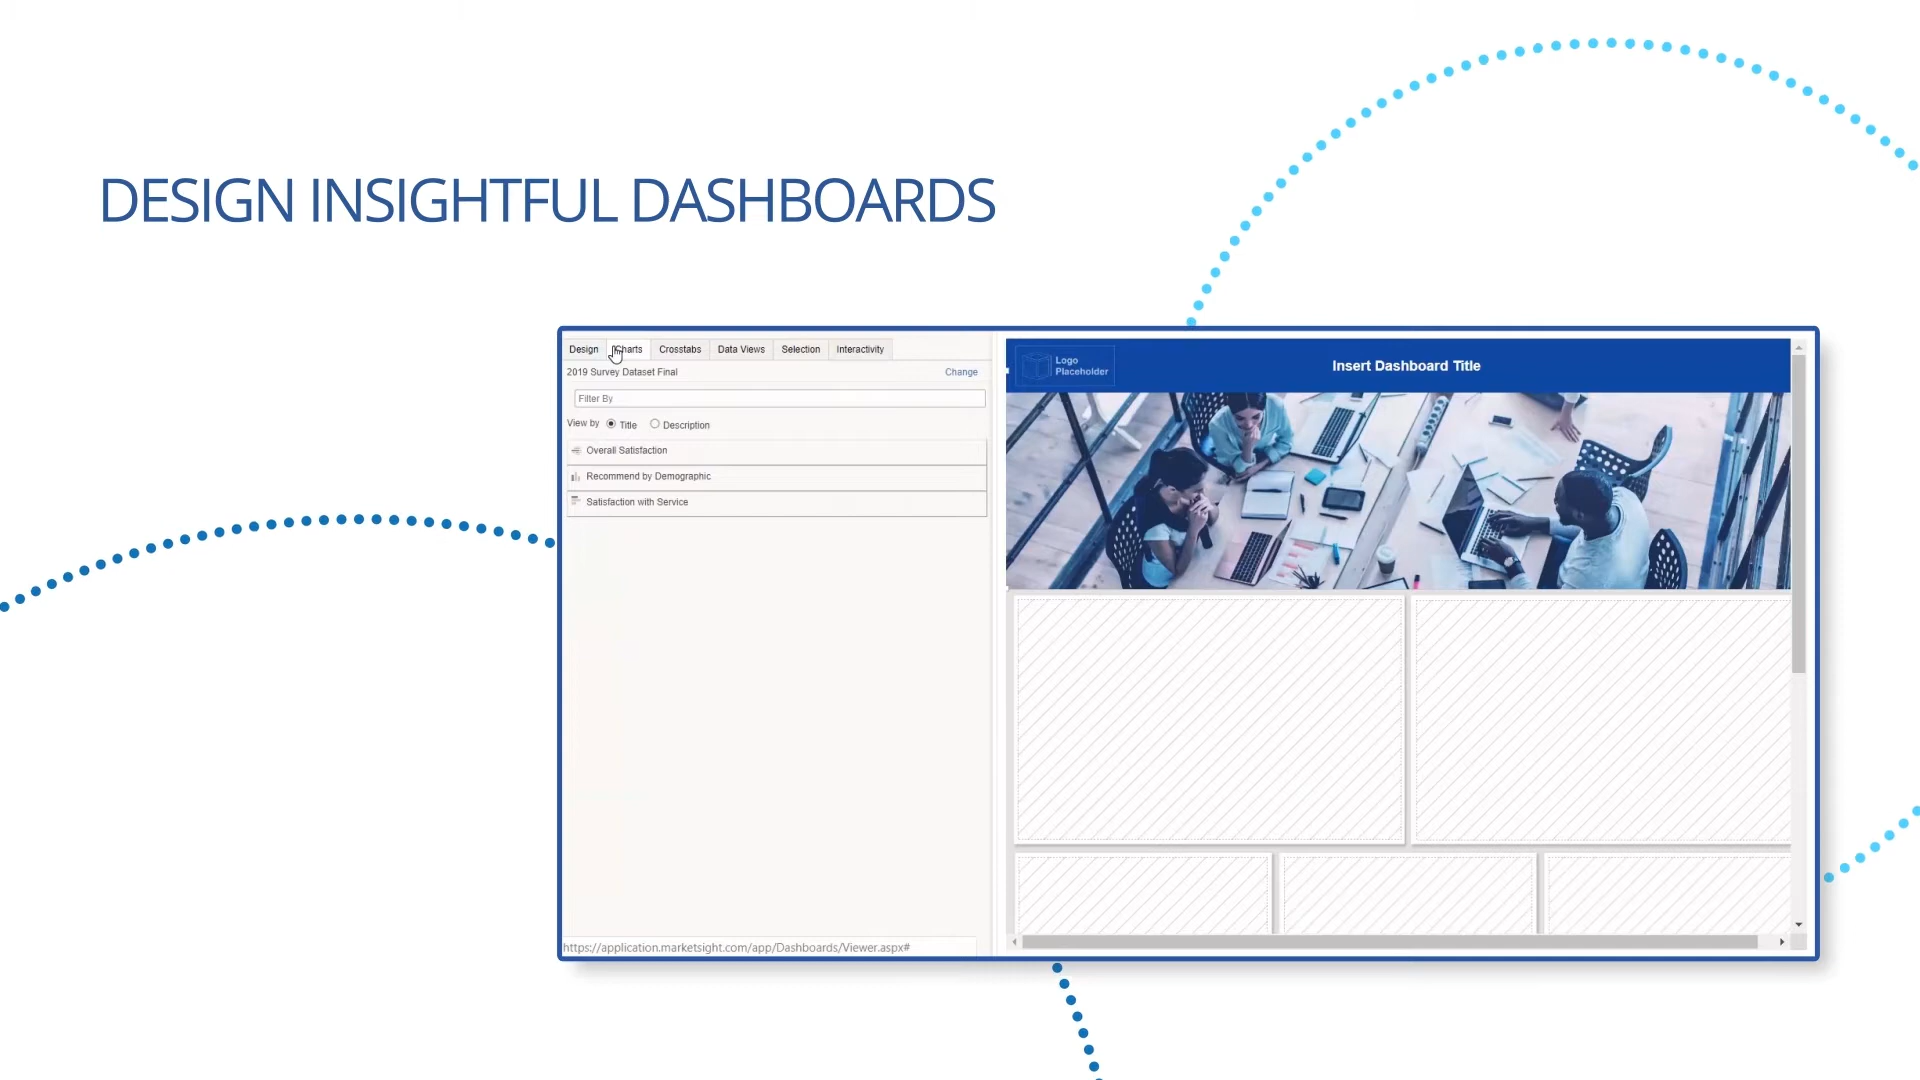 DESIGN INSIGHTFUL DASHBOARDS
Design Charts Crosstabs Data Views Selection Interactivity
2019 Survey Dataset Final Change
Filter By
View by Title Description
Overall Satisfaction
Recommend by Demographic
Satisfaction with Service
https://application.marketsight.com/app/Dashboards/Viewer.aspx#
Logo
Placeholder
Insert Dashboard Title